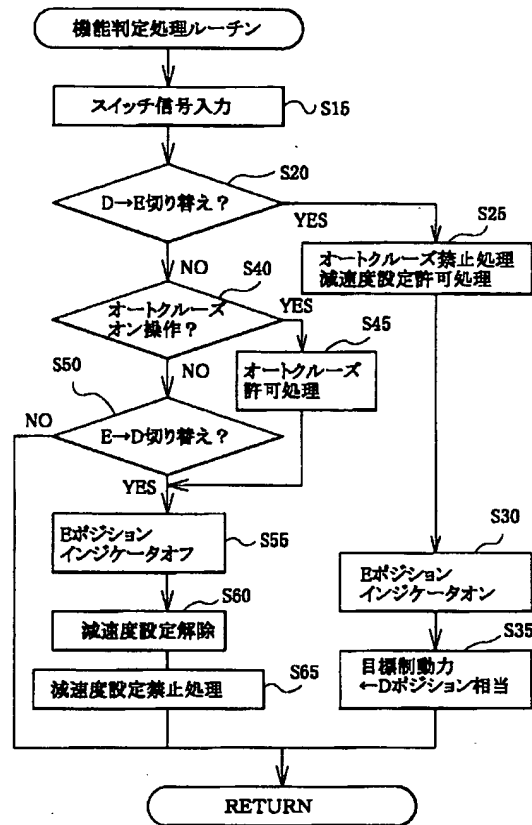 機能判定処理ルーチン
スイッチ信号入力
S15
D→E切り替え？
S20
YES
NO
S25
オートクルーズ禁止処理
減速度設定許可処理
オートクルーズ
オン操作？
S40
YES
NO
S45
オートクルーズ
許可処理
S50
NO
E→D切り替え？
YES
Eポジション
インジケータオフ
S55
S30
Eポジション
インジケータオン
S60
減速度設定解除
S35
目標制動力
←Dポジション相当
減速度設定禁止処理
S65
RETURN